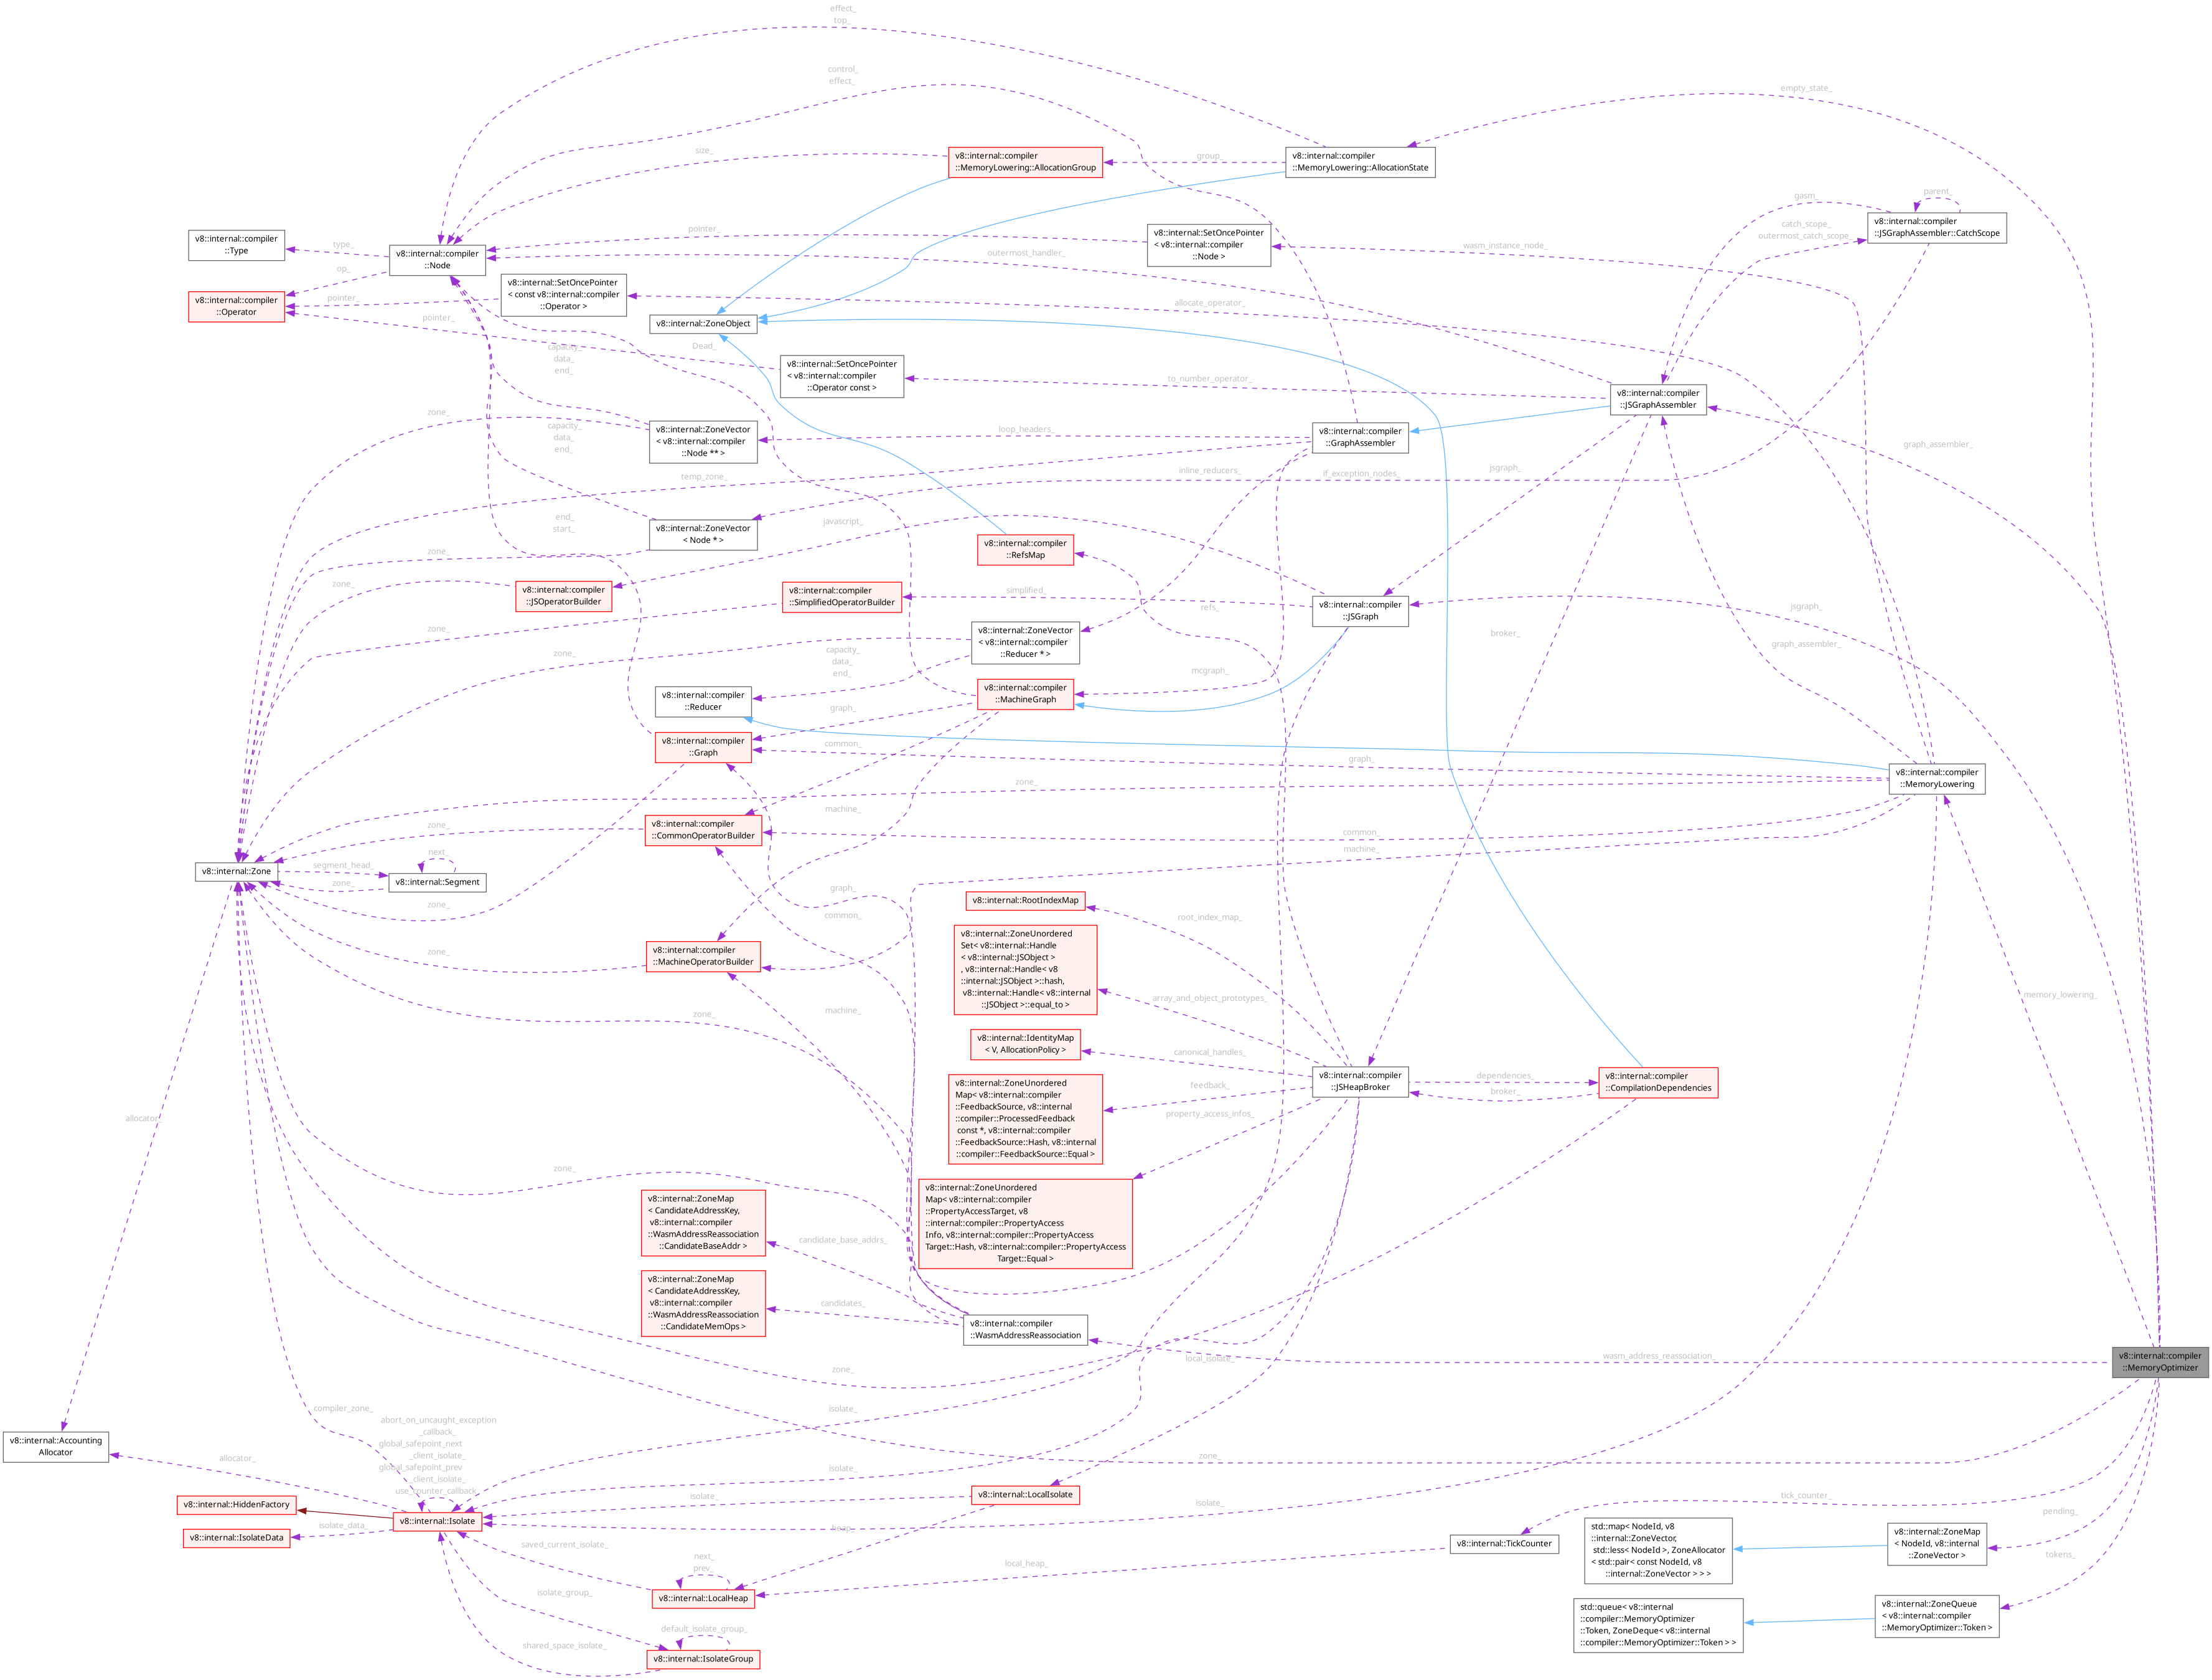 effect_
top_
control_
effect_
empty_state_
size_
v8::internal::compiler
::MemoryLowering::AllocationGroup
group_
v8::internal::compiler
::MemoryLowering::AllocationState
gasm_
parent_
v8::internal::compiler
::JSGraphAssembler::CatchScope
catch_scope_
outermost_catch_scope_
v8::internal::compiler
::Type
type_
v8::internal::compiler
::Node
pointer_
v8::internal::SetOncePointer
< v8::internal::compiler
::Node >
wasm_instance_node_
outermost_handler_
op_
v8::internal::compiler
::Operator
pointer_
v8::internal::SetOncePointer
< const v8::internal::compiler
::Operator >
allocate_operator_
pointer_
v8::internal::ZoneObject
capacity_
data_
end_
Dead_
v8::internal::SetOncePointer
< v8::internal::compiler
::Operator const >
to_number_operator_
v8::internal::compiler
::JSGraphAssembler
zone_
v8::internal::ZoneVector
< v8::internal::compiler
::Node ** >
loop_headers_
v8::internal::compiler
::GraphAssembler
graph_assembler_
capacity_
data_
end_
temp_zone_
inline_reducers_
if_exception_nodes_
jsgraph_
end_
start_
v8::internal::ZoneVector
< Node * >
javascript_
v8::internal::compiler
::RefsMap
zone_
zone_
v8::internal::compiler
::JSOperatorBuilder
v8::internal::compiler
::SimplifiedOperatorBuilder
simplified_
refs_
v8::internal::compiler
::JSGraph
jsgraph_
zone_
zone_
v8::internal::ZoneVector
< v8::internal::compiler
::Reducer * >
broker_
graph_assembler_
capacity_
data_
end_
mcgraph_
v8::internal::compiler
::Reducer
v8::internal::compiler
::MachineGraph
graph_
v8::internal::compiler
::Graph
common_
graph_
v8::internal::compiler
::MemoryLowering
zone_
machine_
zone_
v8::internal::compiler
::CommonOperatorBuilder
common_
machine_
v8::internal::Zone
segment_head_
next_
v8::internal::Segment
zone_
zone_
graph_
common_
v8::internal::RootIndexMap
root_index_map_
v8::internal::ZoneUnordered
Set< v8::internal::Handle
< v8::internal::JSObject >
, v8::internal::Handle< v8
::internal::JSObject >::hash,
v8::internal::Handle< v8::internal
::JSObject >::equal_to >
array_and_object_prototypes_
zone_
v8::internal::compiler
::MachineOperatorBuilder
machine_
zone_
memory_lowering_
v8::internal::IdentityMap
< V, AllocationPolicy >
canonical_handles_
v8::internal::compiler
::JSHeapBroker
dependencies_
broker_
v8::internal::compiler
::CompilationDependencies
v8::internal::ZoneUnordered
Map< v8::internal::compiler
::FeedbackSource, v8::internal
::compiler::ProcessedFeedback
const *, v8::internal::compiler
::FeedbackSource::Hash, v8::internal
::compiler::FeedbackSource::Equal >
feedback_
property_access_infos_
allocator_
zone_
v8::internal::ZoneUnordered
Map< v8::internal::compiler
::PropertyAccessTarget, v8
::internal::compiler::PropertyAccess
Info, v8::internal::compiler::PropertyAccess
Target::Hash, v8::internal::compiler::PropertyAccess
Target::Equal >
v8::internal::ZoneMap
< CandidateAddressKey,
v8::internal::compiler
::WasmAddressReassociation
::CandidateBaseAddr >
candidate_base_addrs_
v8::internal::ZoneMap
< CandidateAddressKey,
v8::internal::compiler
::WasmAddressReassociation
::CandidateMemOps >
candidates_
v8::internal::compiler
::WasmAddressReassociation
wasm_address_reassociation_
v8::internal::compiler
::MemoryOptimizer
zone_
local_isolate_
compiler_zone_
isolate_
v8::internal::Accounting
Allocator
allocator_
abort_on_uncaught_exception
_callback_
global_safepoint_next
_client_isolate_
global_safepoint_prev
_client_isolate_
use_counter_callback_
isolate_
zone_
v8::internal::HiddenFactory
v8::internal::Isolate
isolate_
v8::internal::LocalIsolate
isolate_
tick_counter_
pending_
v8::internal::IsolateData
isolate_data_
saved_current_isolate_
heap_
v8::internal::TickCounter
std::map< NodeId, v8
::internal::ZoneVector,
std::less< NodeId >, ZoneAllocator
< std::pair< const NodeId, v8
::internal::ZoneVector > > >
v8::internal::ZoneMap
< NodeId, v8::internal
::ZoneVector >
tokens_
isolate_group_
next_
prev_
v8::internal::LocalHeap
local_heap_
shared_space_isolate_
default_isolate_group_
v8::internal::IsolateGroup
std::queue< v8::internal
::compiler::MemoryOptimizer
::Token, ZoneDeque< v8::internal
::compiler::MemoryOptimizer::Token > >
v8::internal::ZoneQueue
< v8::internal::compiler
::MemoryOptimizer::Token >